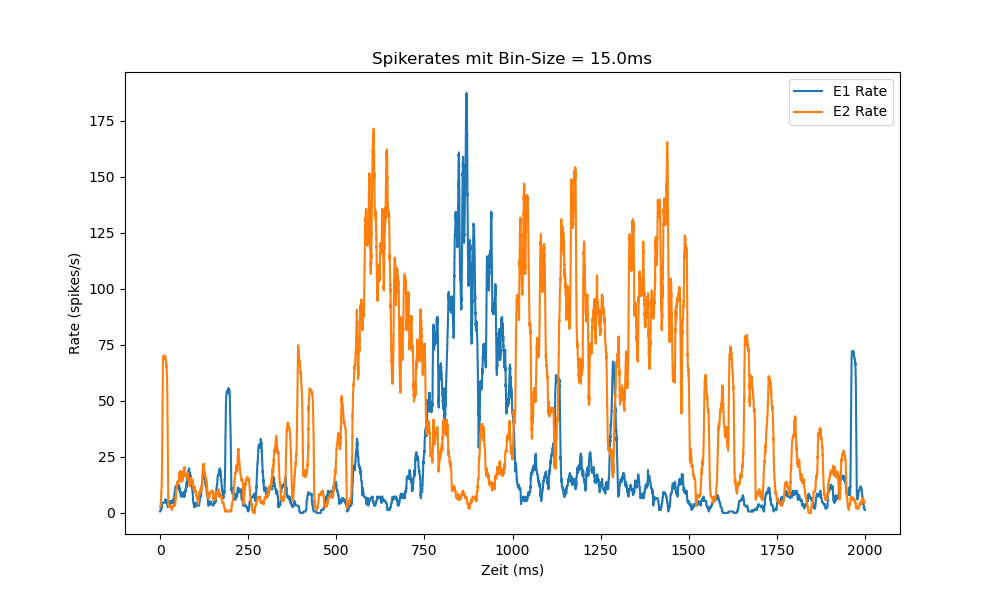 Spikerates mit Bin-Size = 15.0ms
E1 Rate
E2 Rate
175
150
125
100
75
50
25
0
Rate (spikes/s)
0 250 500 750 1000 1250 1500 1750 2000
Zeit (ms)